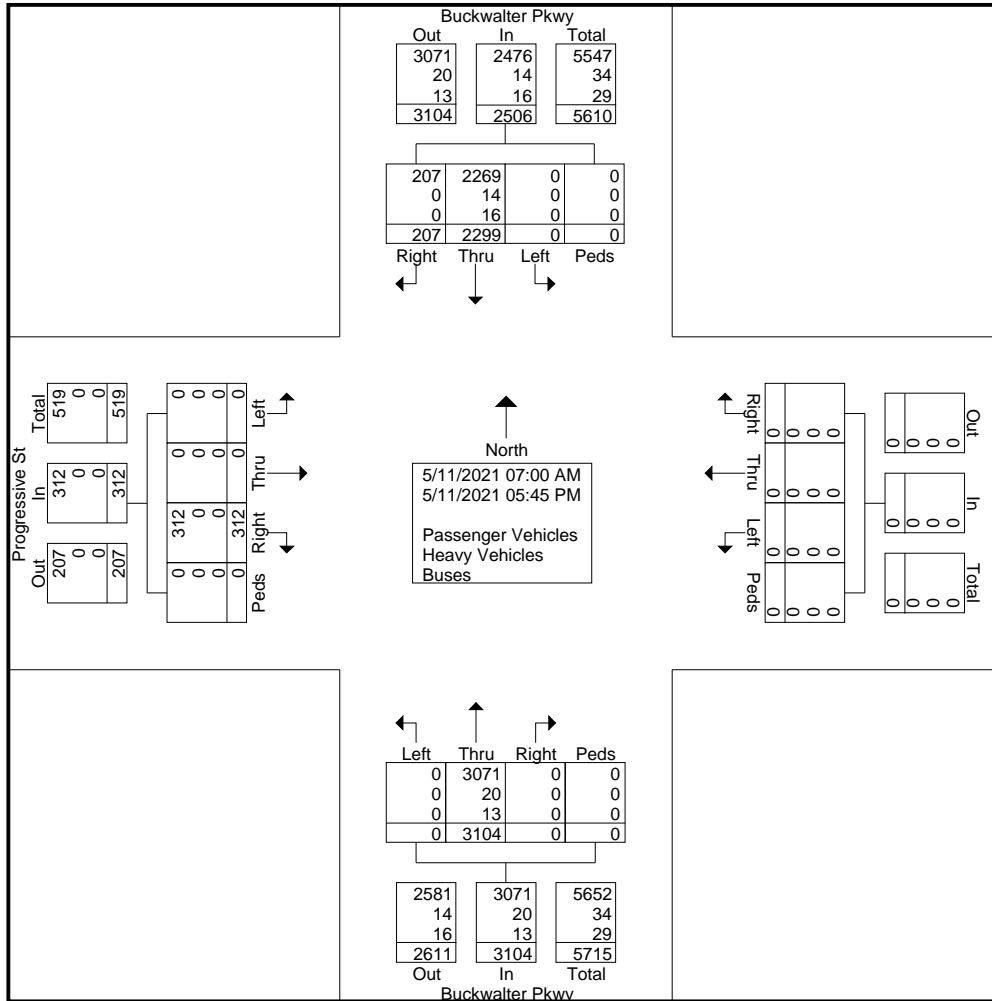 Buckwalter Pkwy
Out In Total
3071 2476 5547
20 14 34
13 16 29
3104 2506 5610
207 2269 0 0
0 14 0 0
0 16 0 0
207 2299 0 0
Right Thru Left Peds
Progressive St
Total
519 0 0 519
In
312 0 0 312
Out
207 0 0 207
0 0 0 0
Left
0 0 0 0
Thru
312 0 0 312
Right
0 0 0 0
Peds
North
5/11/2021 07:00 AM
5/11/2021 05:45 PM
Passenger Vehicles
Heavy Vehicles
Buses
Right
0 0 0 0
Thru
0 0 0 0
Left
0 0 0 0
Peds
0 0 0 0
Out
0 0 0 0
In
0 0 0 0
Total
0 0 0 0
Left Thru Right Peds
0 3071 0 0
0 20 0 0
0 13 0 0
0 3104 0 0
2581 3071 5652
14 20 34
16 13 29
2611 3104 5715
Out In Total
Buckwalter Pkwy